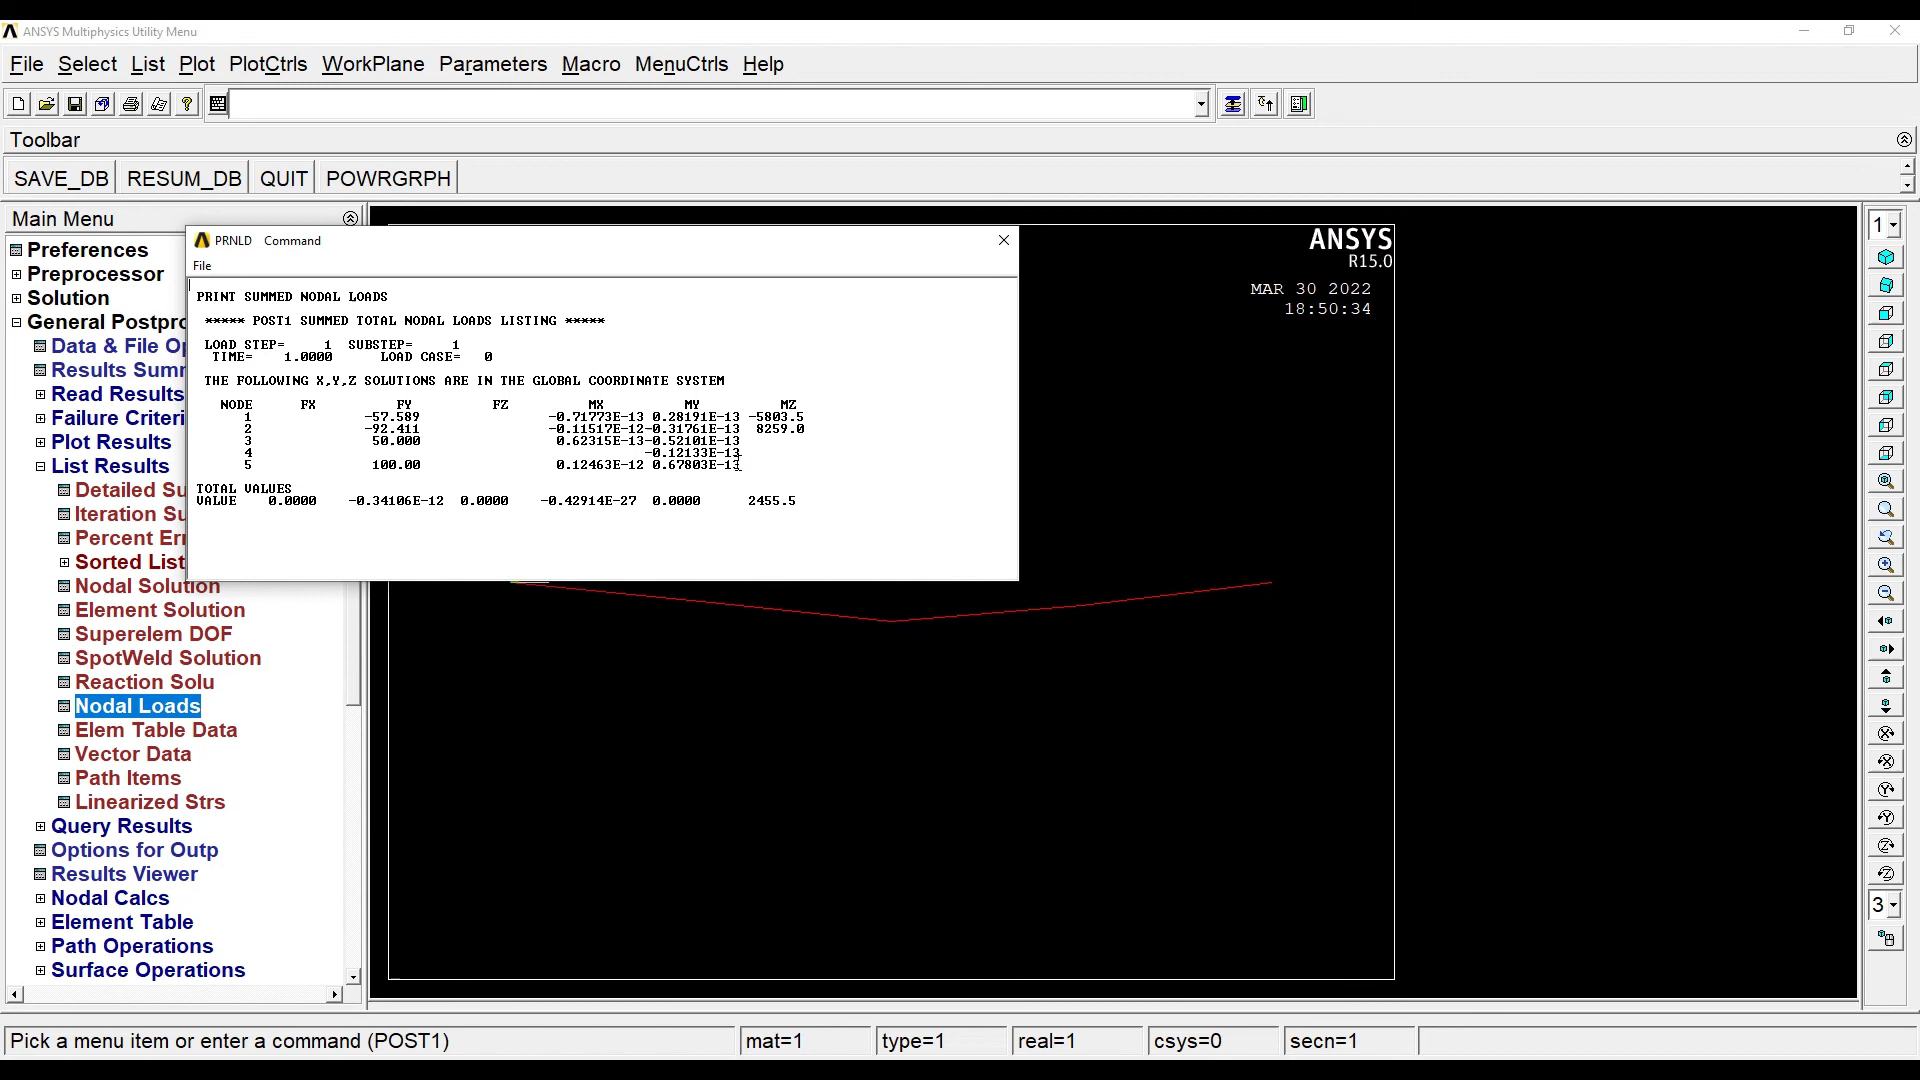 ANSYS Multiphysics Utility Menu
File Select List Plot PlotCtrls WorkPlane Parameters Macro MenuCtrls Help
Toolbar
SAVE_DB RESUM_DB QUIT POWRGRPH
Main Menu
Preferences
Preprocessor
Solution
General Postpro
Data & File Op
Results Summ
Read Results
Failure Criteri
Plot Results
List Results
Detailed Su
Iteration Su
Percent Err
Sorted List
Nodal Solution
Element Solution
Superelem DOF
SpotWeld Solution
Reaction Solu
Nodal Loads
Elem Table Data
Vector Data
Path Items
Linearized Strs
Query Results
Options for Outp
Results Viewer
Nodal Calcs
Element Table
Path Operations
Surface Operations
PRNLD Command
File
PRINT SUMMED NODAL LOADS
***** POST1 SUMMED TOTAL NODAL LOADS LISTING *****
LOAD STEP= 1 SUBSTEP= 1
TIME= 1.0000 LOAD CASE= 0
THE FOLLOWING X,Y,Z SOLUTIONS ARE IN THE GLOBAL COORDINATE SYSTEM
NODE FX FY FZ MX MY MZ
1 -57.589 -0.71773E-13 0.28191E-13 -5803.5
2 -92.411 -0.11517E-12-0.31761E-13 8259.0
3 50.000 0.62315E-13-0.52101E-13
4 -0.12133E-13
5 100.00 0.12463E-12 0.67803E-13
TOTAL VALUES
VALUE 0.0000 -0.34106E-12 0.0000 -0.42914E-27 0.0000 2455.5
ANSYS
R15.0
MAR 30 2022
18:50:34
1
3
Pick a menu item or enter a command (POST1) mat=1 type=1 real=1 csys=0 secn=1